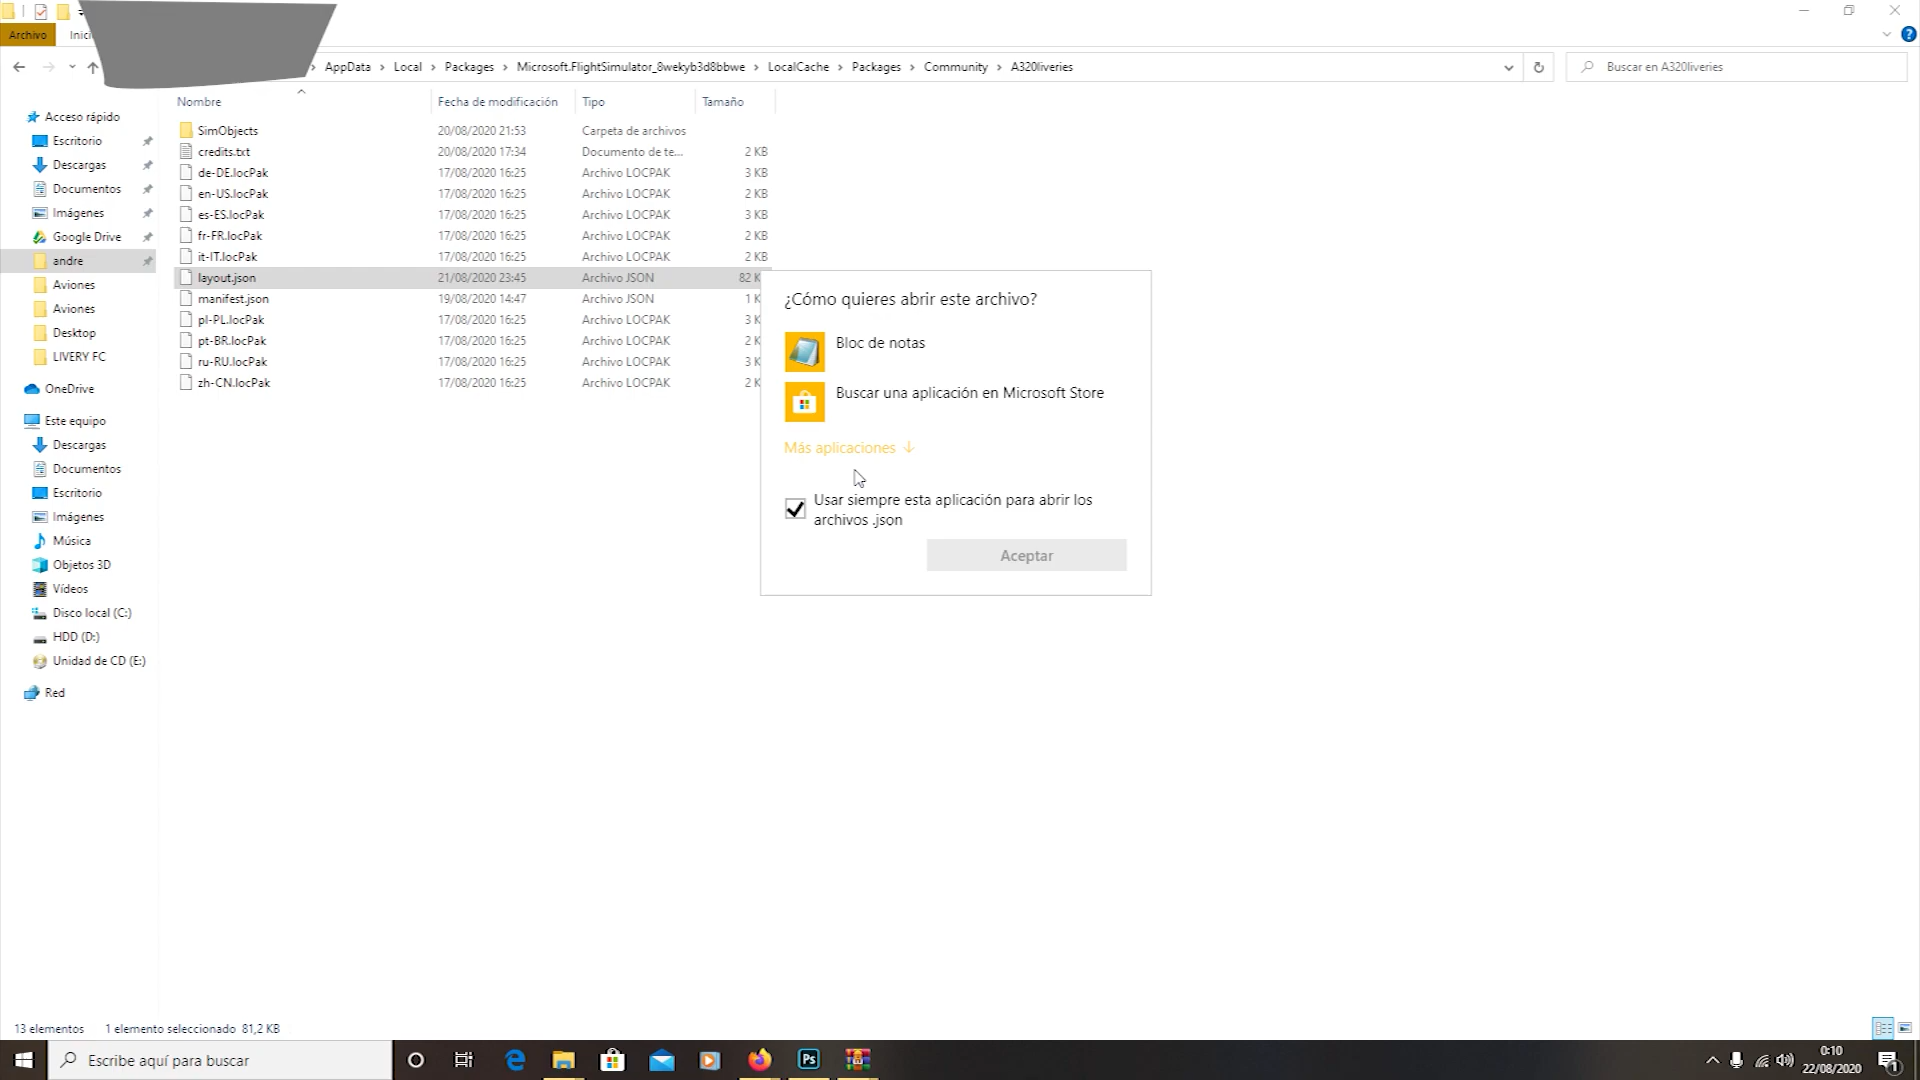 Archivo
AppData > Local > Packages > Microsoft.FlightSimulator_8wekyb3d8bbwe > LocalCache > Packages > Community > A320liveries
Buscar en A320liveries
Nombre Fecha de modificación Tipo Tamaño
Acceso rápido
Escritorio
Descargas
Documentos
Imágenes
Google Drive
andre
Aviones
Aviones
Desktop
LIVERY FC
OneDrive
Este equipo
Descargas
Documentos
Escritorio
Imágenes
Música
Objetos 3D
Vídeos
Disco local (C:)
HDD (D:)
Unidad de CD (E:)
Red
SimObjects 20/08/2020 21:53 Carpeta de archivos
credits.txt 20/08/2020 17:34 Documento de te... 2 KB
de-DE.locPak 17/08/2020 16:25 Archivo LOCPAK 3 KB
en-US.locPak 17/08/2020 16:25 Archivo LOCPAK 2 KB
es-ES.locPak 17/08/2020 16:25 Archivo LOCPAK 3 KB
fr-FR.locPak 17/08/2020 16:25 Archivo LOCPAK 2 KB
it-IT.locPak 17/08/2020 16:25 Archivo LOCPAK 2 KB
layout.json 21/08/2020 23:45 Archivo JSON 82
manifest.json 19/08/2020 14:47 Archivo JSON 1
pl-PL.locPak 17/08/2020 16:25 Archivo LOCPAK 3
pt-BR.locPak 17/08/2020 16:25 Archivo LOCPAK 2
ru-RU.locPak 17/08/2020 16:25 Archivo LOCPAK 3
zh-CN.locPak 17/08/2020 16:25 Archivo LOCPAK 2
¿Cómo quieres abrir este archivo?
Bloc de notas
Buscar una aplicación en Microsoft Store
Más aplicaciones ↓
Usar siempre esta aplicación para abrir los
archivos .json
Aceptar
13 elementos 1 elemento seleccionado 81,2 KB
Escribe aquí para buscar
Ps
0:10
22/08/2020
1